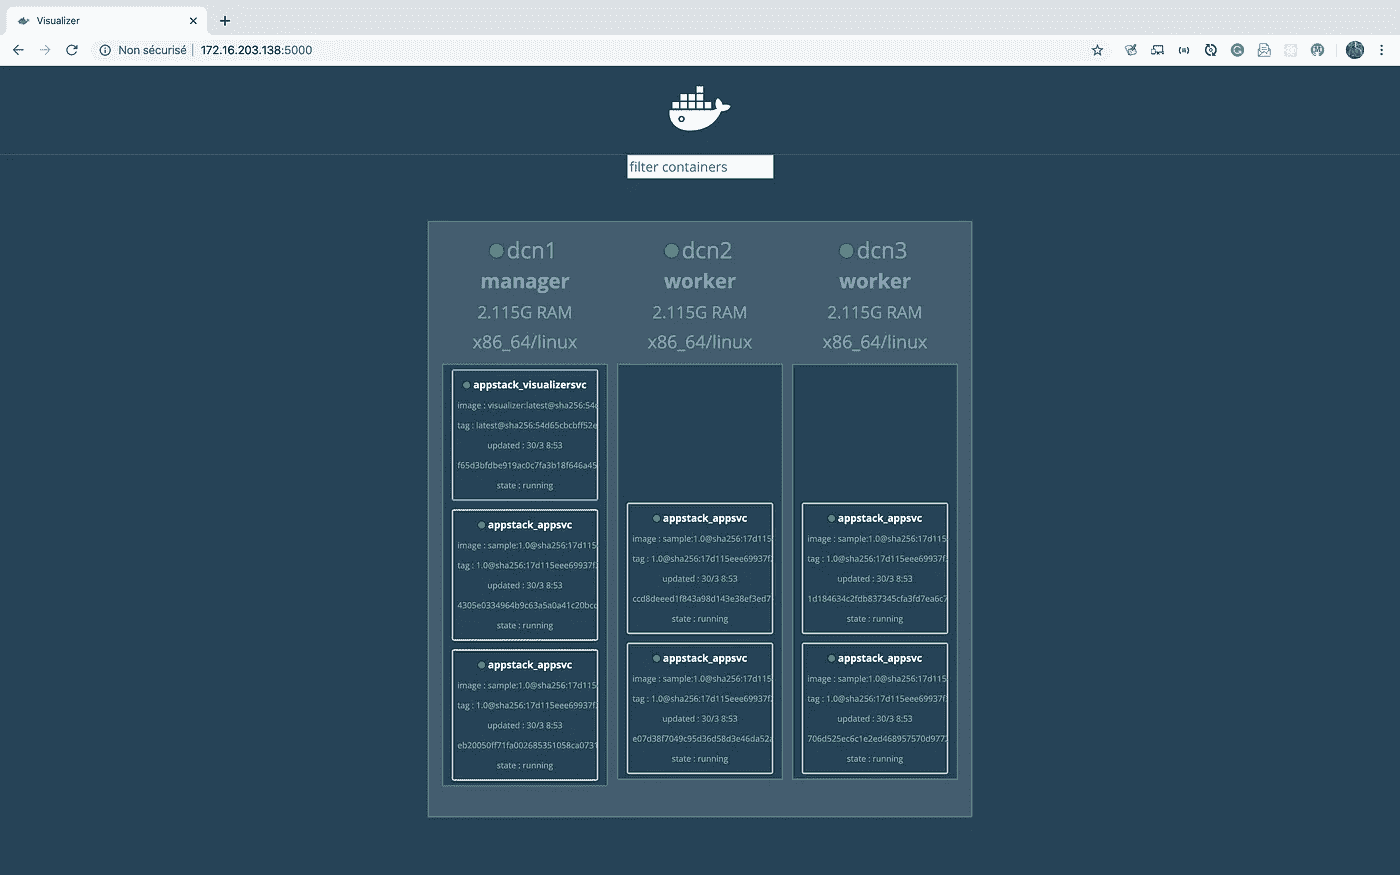 Visualizer
Non sécurisé 172.16.203.138:5000
filter containers
dcn1
manager
2.115G RAM
x86_64/linux
appstack_visualizersvc
image : visualizer:latest@sha256:54d
tag : latest@sha256:54d65cbcbff52e
updated : 30/3 8:53
f65d3bfdbe919ac0c7fa3b18f646a45
state : running
appstack_appsvc
image : sample:1.0@sha256:17d115
tag : 1.0@sha256:17d115eee69937f
updated : 30/3 8:53
4305e0334964b9c63a5a0a41c20bcc
state : running
appstack_appsvc
image : sample:1.0@sha256:17d115
tag : 1.0@sha256:17d115eee69937f
updated : 30/3 8:53
eb20050ff71fa002685351058ca0731
state : running
dcn2
worker
2.115G RAM
x86_64/linux
appstack_appsvc
image : sample:1.0@sha256:17d115
tag : 1.0@sha256:17d115eee69937f
updated : 30/3 8:53
ccd8deeed1f843a98d143e38ef3ed7
state : running
appstack_appsvc
image : sample:1.0@sha256:17d115
tag : 1.0@sha256:17d115eee69937f
updated : 30/3 8:53
e07d38f7049c95d36d58d3e46da52a
state : running
dcn3
worker
2.115G RAM
x86_64/linux
appstack_appsvc
image : sample:1.0@sha256:17d115
tag : 1.0@sha256:17d115eee69937f
updated : 30/3 8:53
1d184634c2fdb837345cfa3fd7ea6c7
state : running
appstack_appsvc
image : sample:1.0@sha256:17d115
tag : 1.0@sha256:17d115eee69937f
updated : 30/3 8:53
706d525ec6c1e2ed468957570d977
state : running